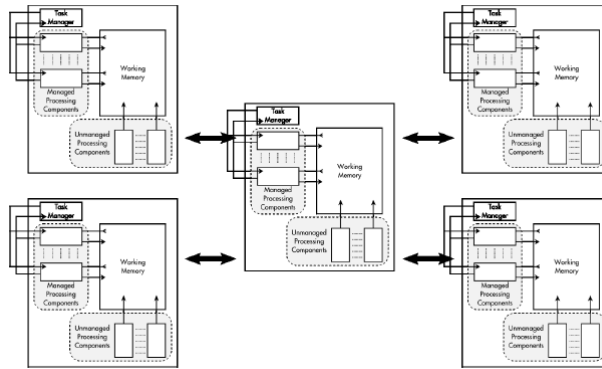 Task
Manager
Working
Memory
Managed
Processing
Components
Unmanaged
Processing
Components
Task
Manager
Working
Memory
Managed
Processing
Components
Unmanaged
Processing
Components
Task
Manager
Working
Memory
Managed
Processing
Components
Unmanaged
Processing
Components
Task
Manager
Working
Memory
Managed
Processing
Components
Unmanaged
Processing
Components
Task
Manager
Working
Memory
Managed
Processing
Components
Unmanaged
Processing
Components